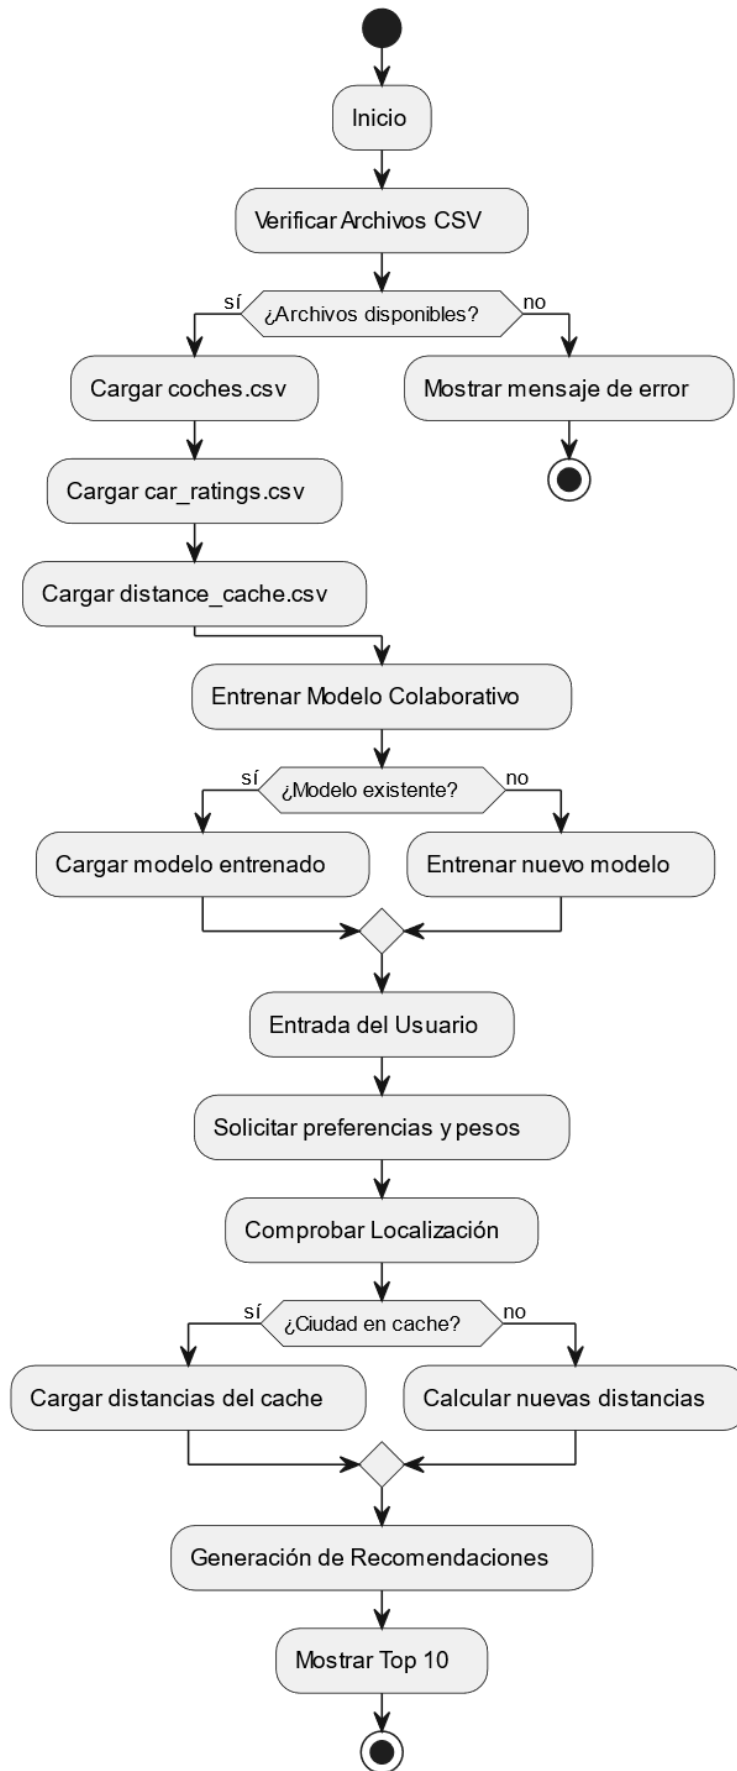 Inicio
Verificar Archivos CSV
¿Archivos disponibles?
sí
no
Cargar coches.csv
Mostrar mensaje de error
Cargar car_ratings.csv
Cargar distance_cache.csv
Entrenar Modelo Colaborativo
¿Modelo existente?
sí
no
Cargar modelo entrenado
Entrenar nuevo modelo
Entrada del Usuario
Solicitar preferencias y pesos
Comprobar Localización
¿Ciudad en cache?
sí
no
Cargar distancias del cache
Calcular nuevas distancias
Generación de Recomendaciones
Mostrar Top 10